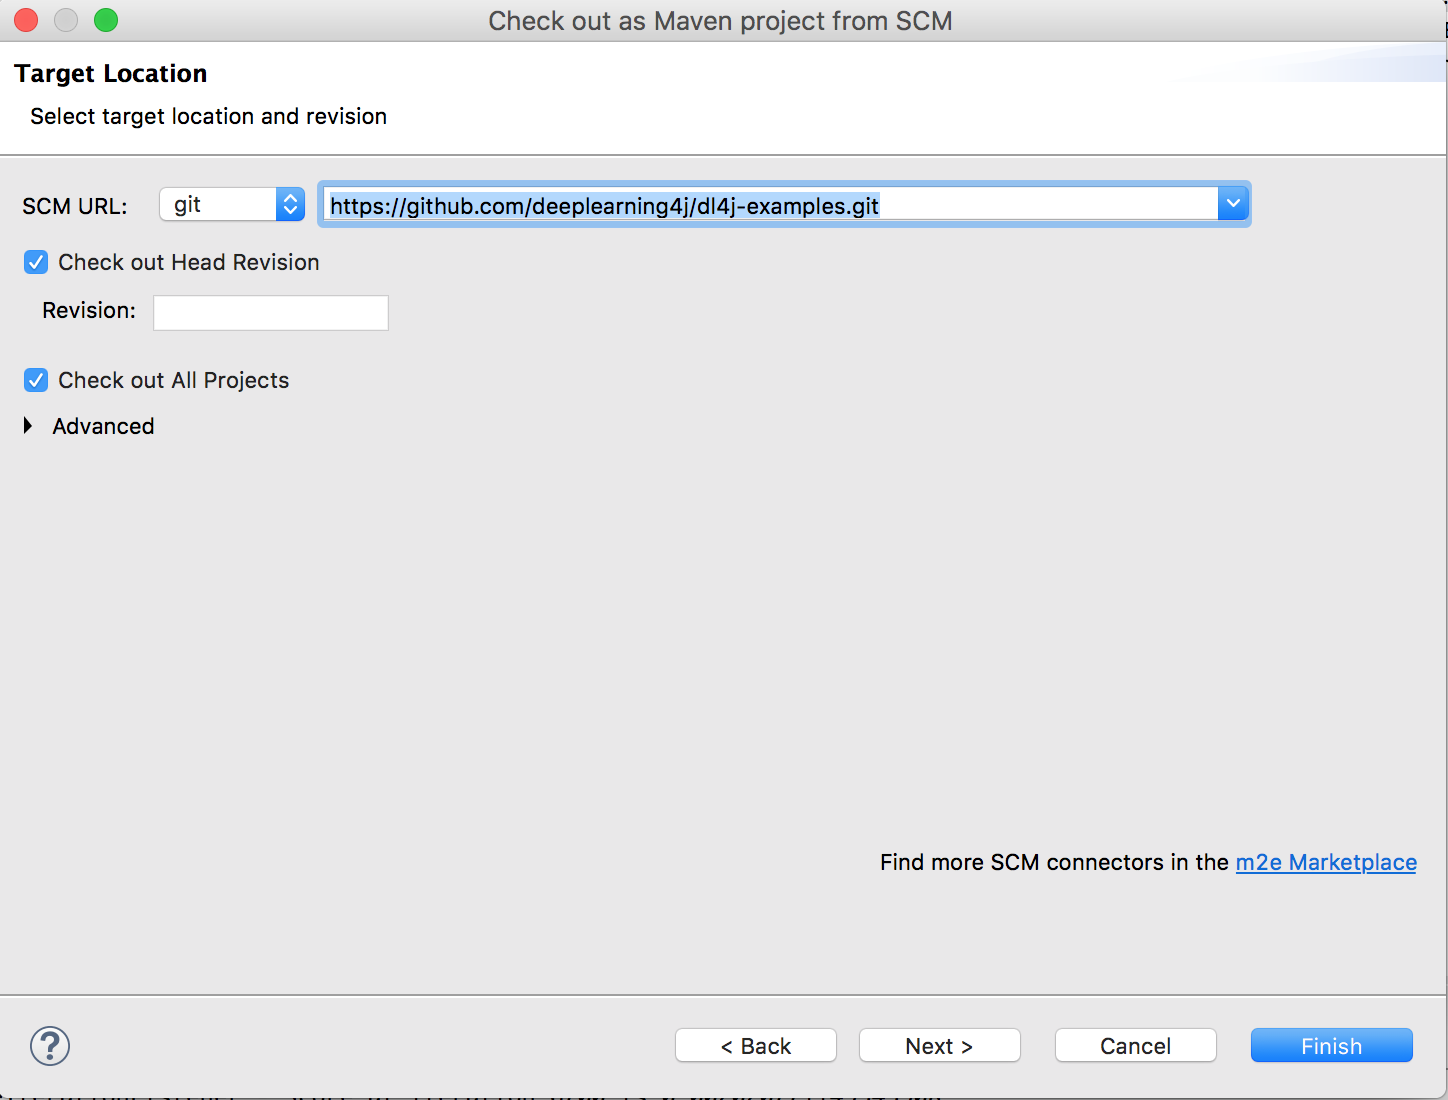 Check out as Maven project from SCM
Target Location
Select target location and revision
SCM URL: git https://github.com/deeplearning4j/dl4j-examples.git
Check out Head Revision
Revision:
Check out All Projects
Advanced
Find more SCM connectors in the m2e Marketplace
? < Back Next > Cancel Finish